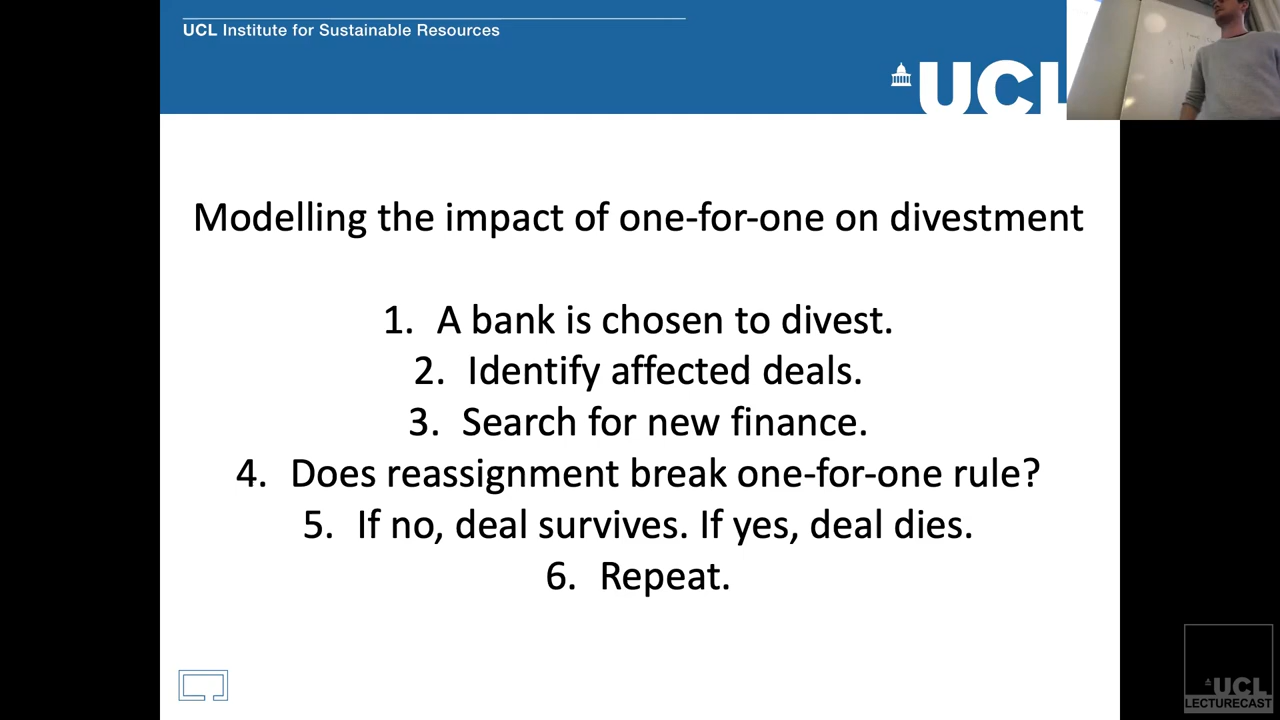 UCL Institute for Sustainable Resources
UCL
Modelling the impact of one-for-one on divestment
1. A bank is chosen to divest.
2. Identify affected deals.
3. Search for new finance.
4. Does reassignment break one-for-one rule?
5. If no, deal survives. If yes, deal dies.
6. Repeat.
UCL
LECTURECAST